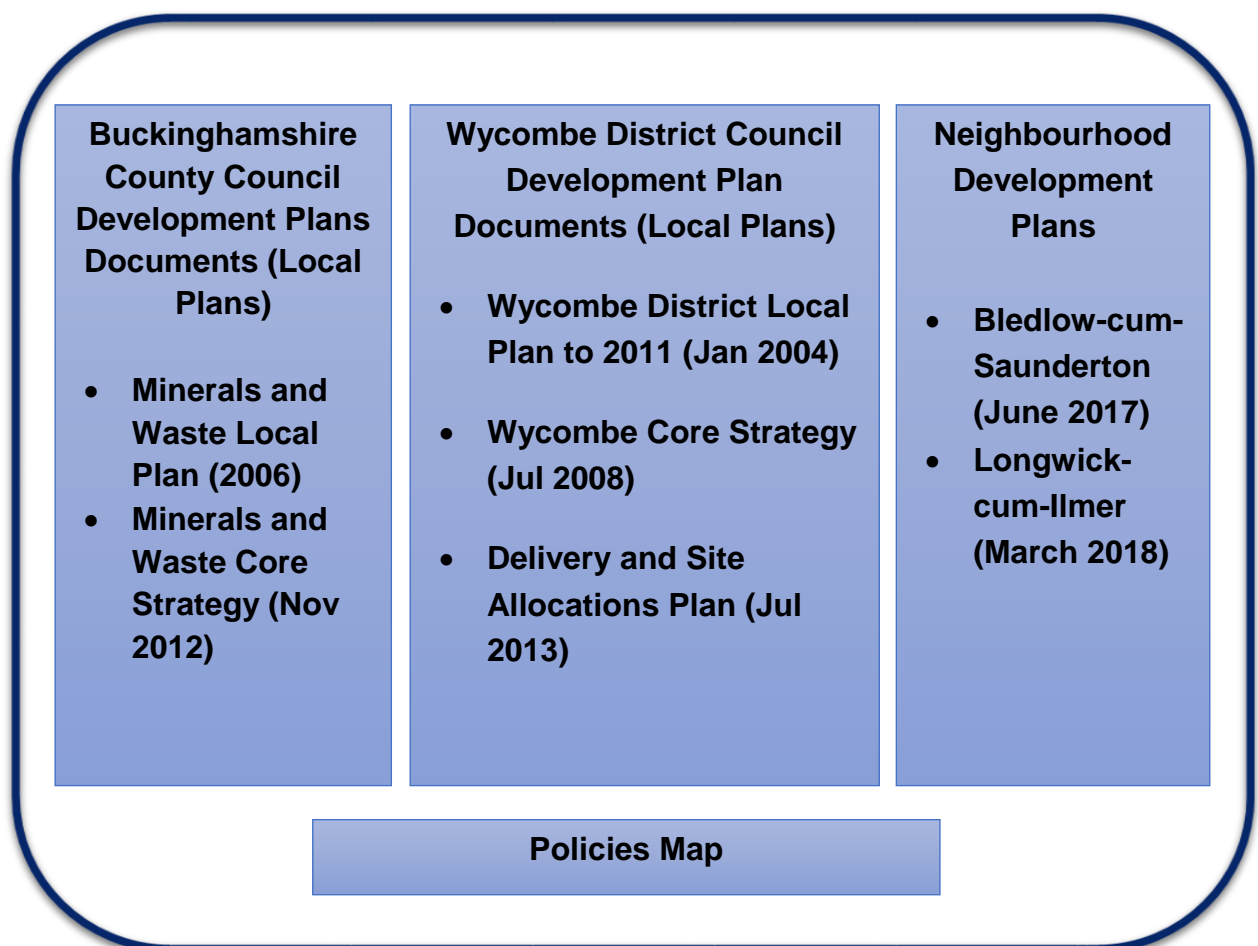 Buckinghamshire
County Council
Development Plans
Documents (Local
Plans)
• Minerals and
Waste Local
Plan (2006)
• Minerals and
Waste Core
Strategy (Nov
2012)
Wycombe District Council
Development Plan
Documents (Local Plans)
• Wycombe District Local
Plan to 2011 (Jan 2004)
• Wycombe Core Strategy
(Jul 2008)
• Delivery and Site
Allocations Plan (Jul
2013)
Neighbourhood
Development
Plans
• Bledlow-cum-
Saunderton
(June 2017)
• Longwick-
cum-Ilmer
(March 2018)
Policies Map